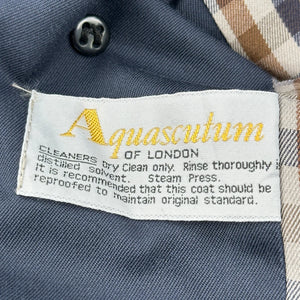 Aquascutum
OF LONDON
CLEANERS Dry Clean only. Rinse thoroughly in
distilled solvent. Steam Press.
It is recommended that this coat should be
reproofed to maintain original standard.